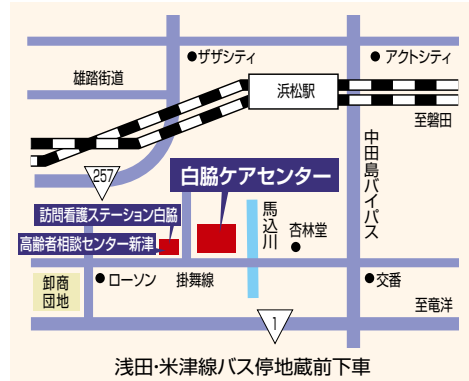 ザザシティ
アクトシティ
雄踏街道
浜松駅
至磐田
257
白脇ケアセンター
中田島バイパス
訪問看護ステーション白脇
馬込川
高齢者相談センター新津
杏林堂
卸商
団地
ローソン
掛舞線
交番
至竜洋
1
浅田・米津線バス停地蔵前下車